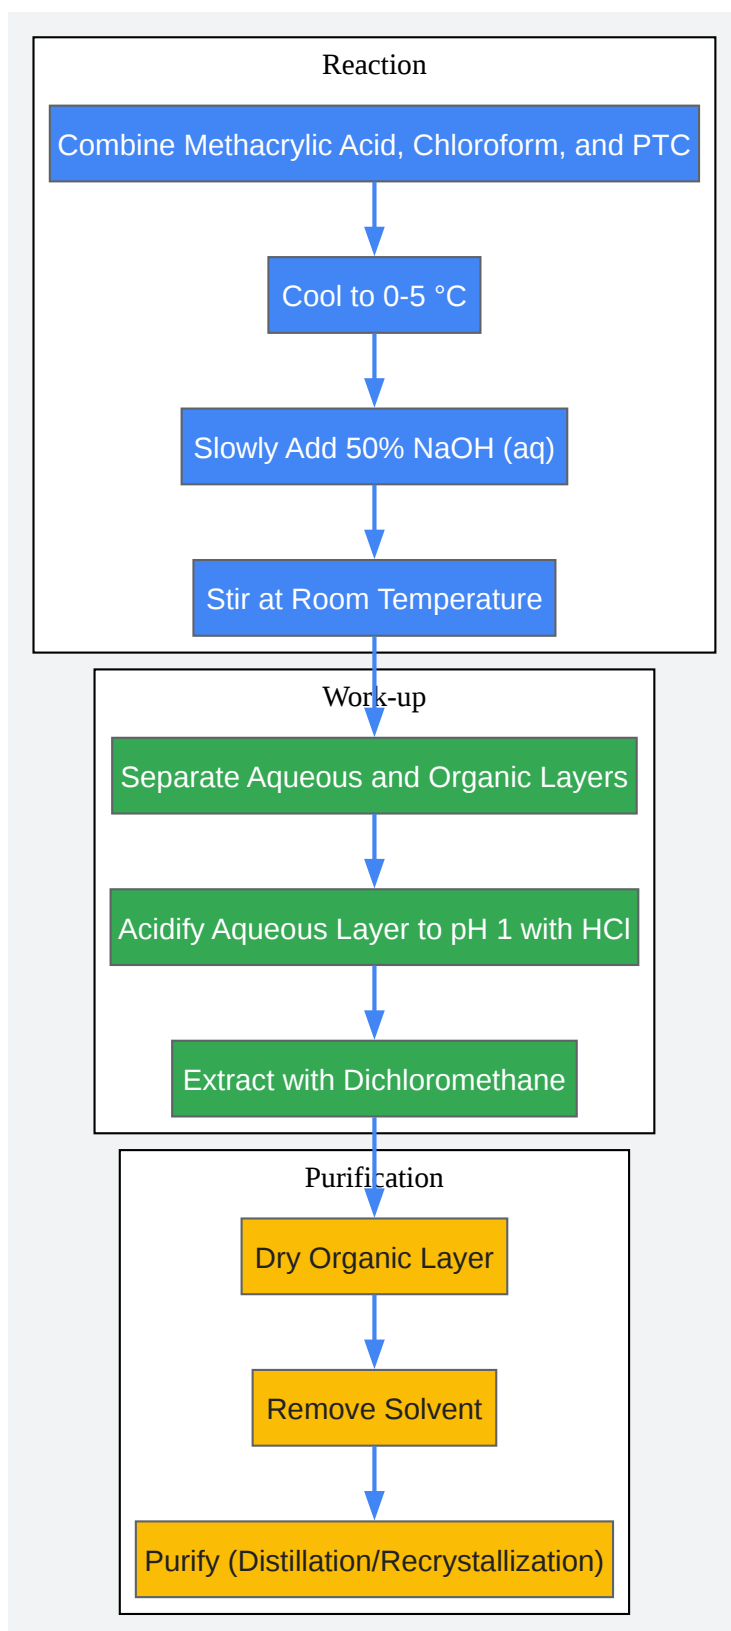 Reaction
Combine Methacrylic Acid, Chloroform, and PTC
Cool to 0-5 °C
Slowly Add 50% NaOH (aq)
Stir at Room Temperature
Work-up
Separate Aqueous and Organic Layers
Acidify Aqueous Layer to pH 1 with HCl
Extract with Dichloromethane
Purification
Dry Organic Layer
Remove Solvent
Purify (Distillation/Recrystallization)